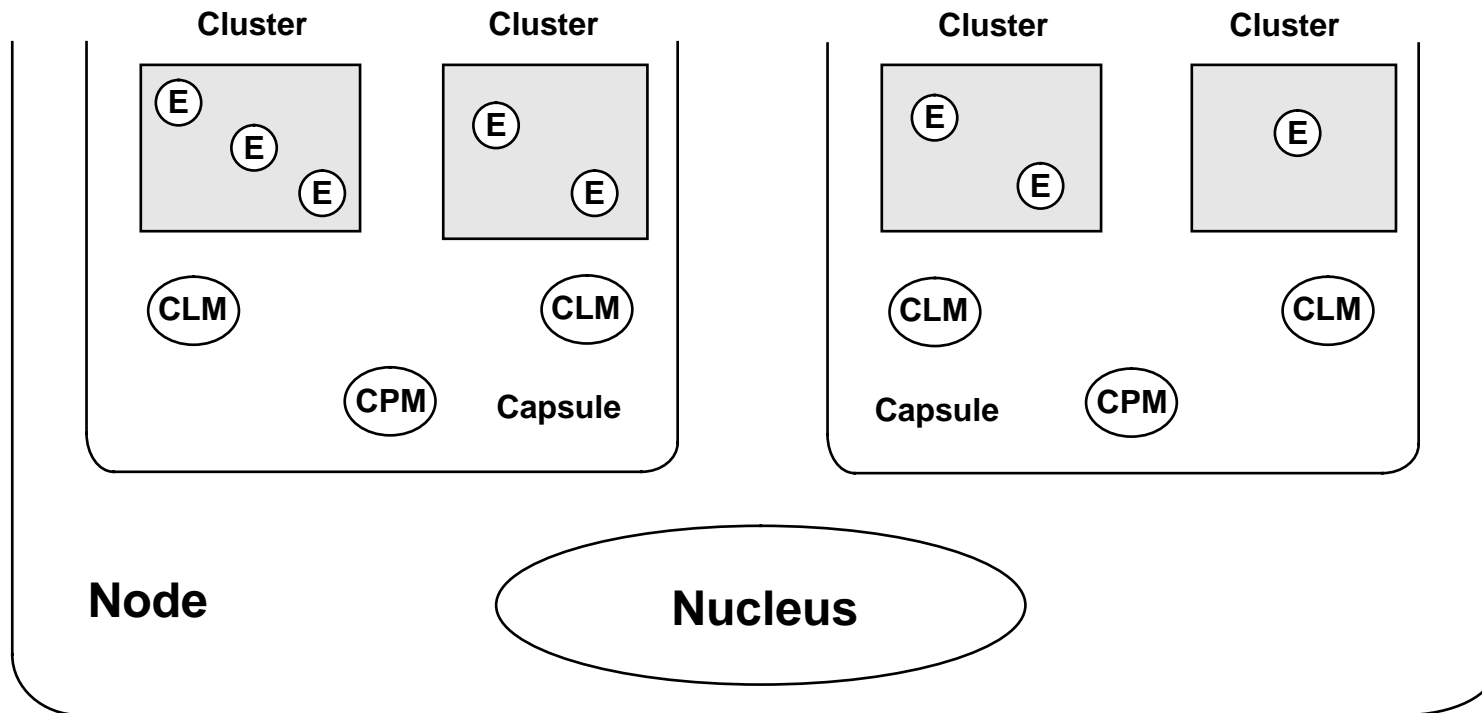 Cluster
Cluster
Cluster
Cluster
E
E
E
E
E
E
E
E
CLM
CLM
CLM
CLM
CPM
Capsule
Capsule
CPM
Node
Nucleus